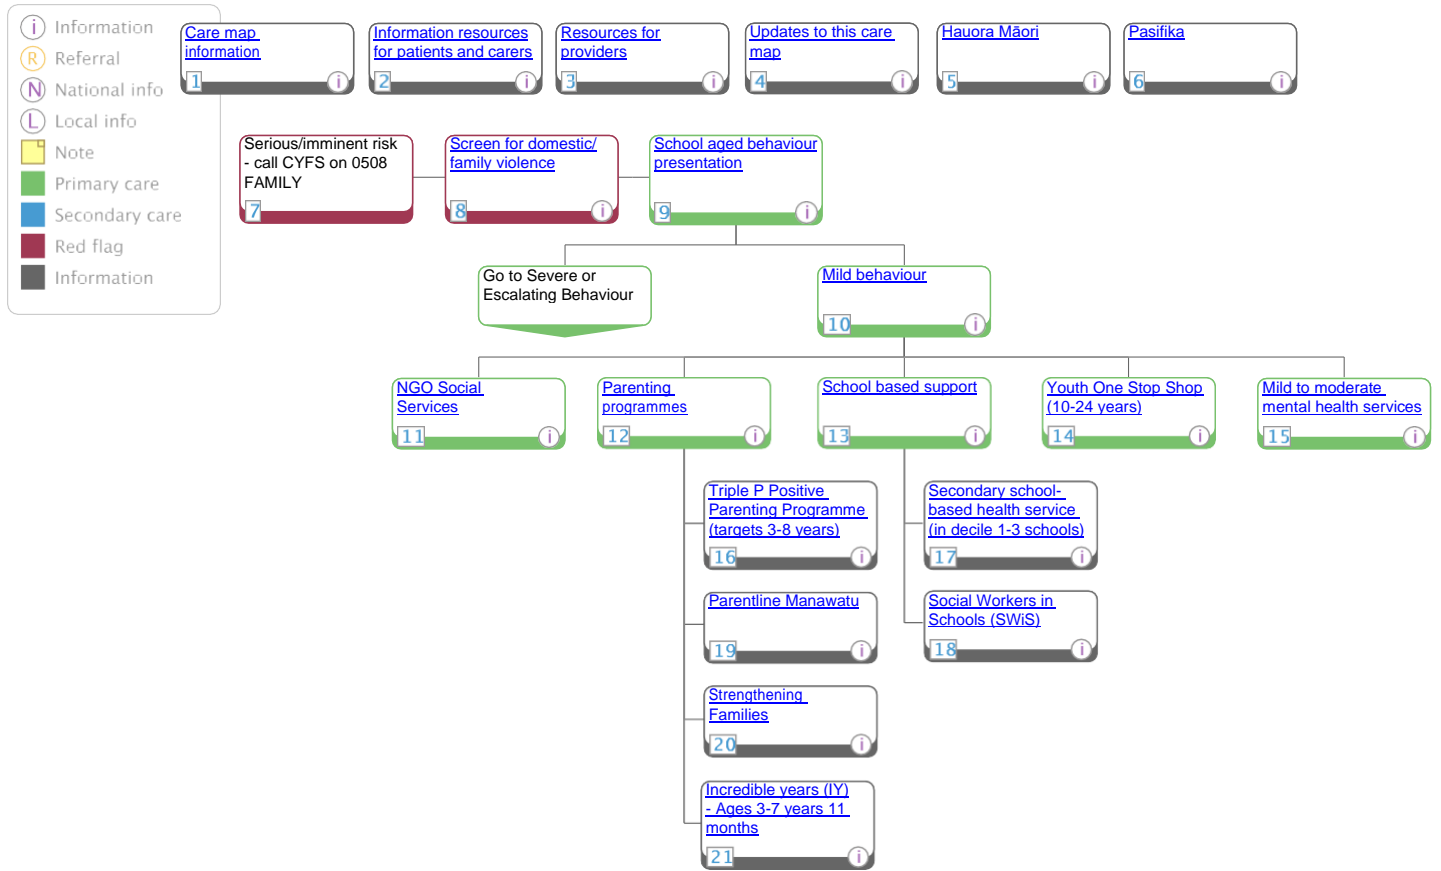 i Information
R Referral
N National info
L Local info
Note
Primary care
Secondary care
Red flag
Information
Care map
information
1 i
Information resources
for patients and carers
2 i
Resources for
providers
3 i
Updates to this care
map
4 i
Hauora Māori
5 i
Pasifika
6 i
Serious/imminent risk
- call CYFS on 0508
FAMILY
7
Screen for domestic/
family violence
8 i
School aged behaviour
presentation
9 i
Go to Severe or
Escalating Behaviour
Mild behaviour
10 i
NGO Social
Services
11 i
Parenting
programmes
12 i
School based support
13 i
Youth One Stop Shop
(10-24 years)
14 i
Mild to moderate
mental health services
15 i
Triple P Positive
Parenting Programme
(targets 3-8 years)
16 i
Secondary school-
based health service
(in decile 1-3 schools)
17 i
Parentline Manawatu
19 i
Social Workers in
Schools (SWiS)
18 i
Strengthening
Families
20 i
Incredible years (IY)
- Ages 3-7 years 11
months
21 i